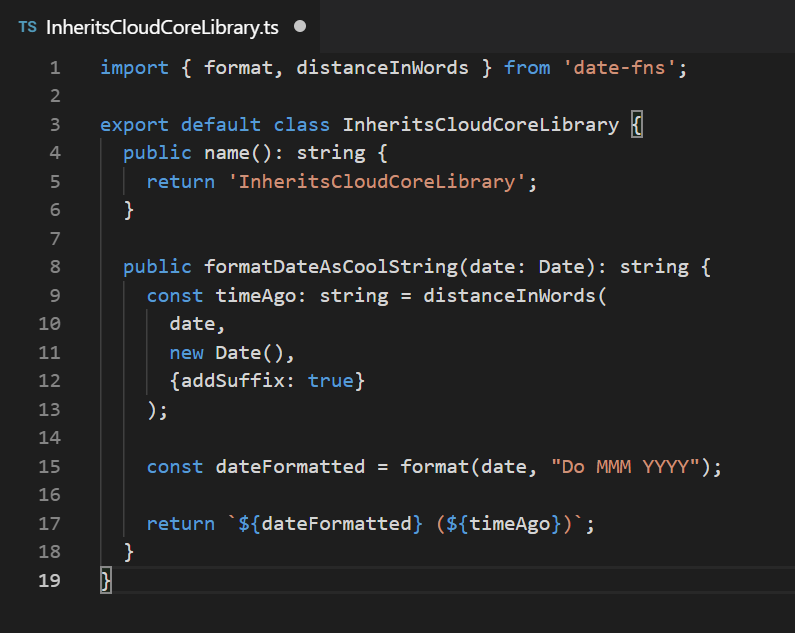 TS InheritsCloudCoreLibrary.ts
1 import { format, distanceInWords } from 'date-fns';
2
3 export default class InheritsCloudCoreLibrary {
4   public name(): string {
5     return 'InheritsCloudCoreLibrary';
6   }
7
8   public formatDateAsCoolString(date: Date): string {
9     const timeAgo: string = distanceInWords(
10       date,
11       new Date(),
12       {addSuffix: true}
13     );
14
15     const dateFormatted = format(date, "Do MMM YYYY");
16
17     return `${dateFormatted} (${timeAgo})`;
18   }
19 }